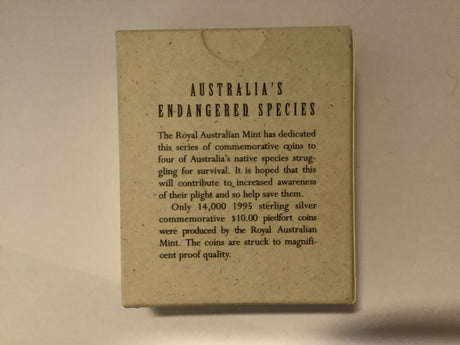 AUSTRALIA'S
ENDANGERED SPECIES
The Royal Australian Mint has dedicated
this series of commemorative coins to
four of Australia's native species strug-
gling for survival. It is hoped that this
will contribute to increased awareness
of their plight and so help save them.
Only 14,000 1995 sterling silver
commemorative $10.00 piedfort coins
were produced by the Royal Australian
Mint. The coins are struck to magnifi-
cent proof quality.